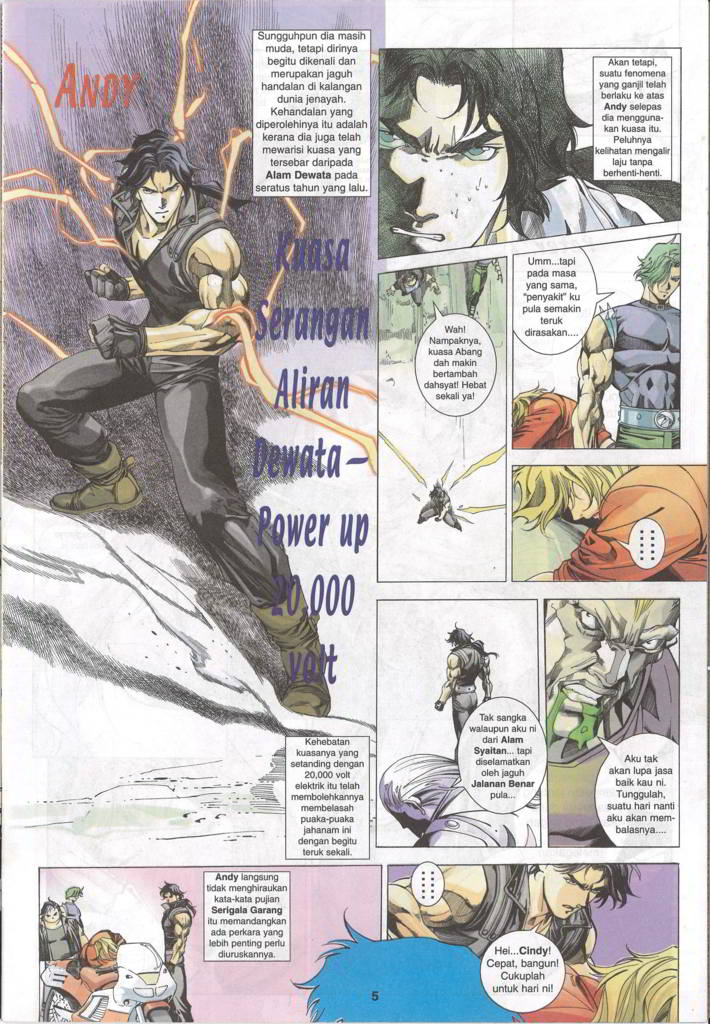 ANDY
Sungguhpun dia masih
muda, tetapi dirinya
begitu dikenali dan
merupakan jaguh
handalan di kalangan
dunia jenayah.
Kehandalan yang
diperolehinya itu adalah
kerana dia juga telah
mewarisi kuasa yang
tersebar daripada
Alam Dewata pada
seratus tahun yang lalu.
Kuasa
Serangan
Aliran
Dewata –
Power up
20,000
volt
Kehebatan
kuasanya yang
setanding dengan
20,000 volt
elektrik itu telah
membolehkannya
membelasah
puaka-puaka
jahanam ini
dengan begitu
teruk sekali.
Akan tetapi,
suatu fenomena
yang ganjil telah
berlaku ke atas
Andy selepas
dia mengguna-
kan kuasa itu.
Peluhnya
kelihatan mengalir
laju tanpa
berhenti-henti.
Wah!
Nampaknya,
kuasa Abang
dah makin
bertambah
dahsyat! Hebat
sekali ya!
Umm...tapi
pada masa
yang sama,
"penyakit" ku
pula semakin
teruk
dirasakan....
Tak sangka
walaupun aku ni
dari Alam
Syaitan... tapi
diselamatkan
oleh jaguh
Jalanan Benar
pula...
Aku tak
akan lupa jasa
baik kau ni.
Tunggulah,
suatu hari nanti
aku akan mem-
balasnya....
Andy langsung
tidak menghiraukan
kata-kata pujian
Serigala Garang
itu memandangkan
ada perkara yang
lebih penting perlu
diuruskannya.
Hei...Cindy!
Cepat, bangun!
Cukuplah
untuk hari ni!
5